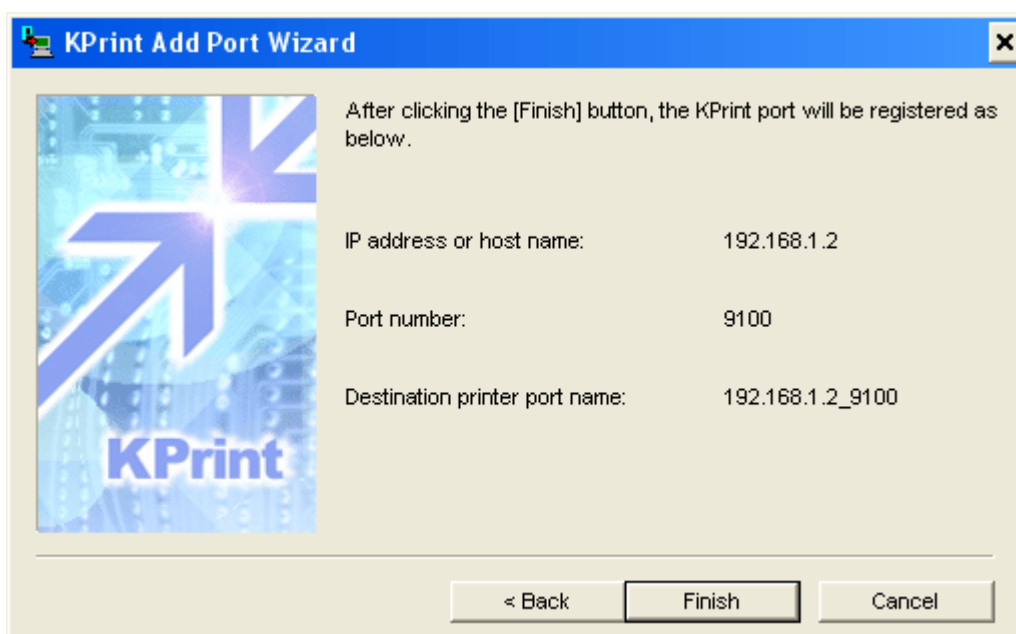 KPrint Add Port Wizard
After clicking the [Finish] button, the KPrint port will be registered as
below.
IP address or host name: 192.168.1.2
Port number: 9100
Destination printer port name: 192.168.1.2_9100
KPrint
< Back Finish Cancel